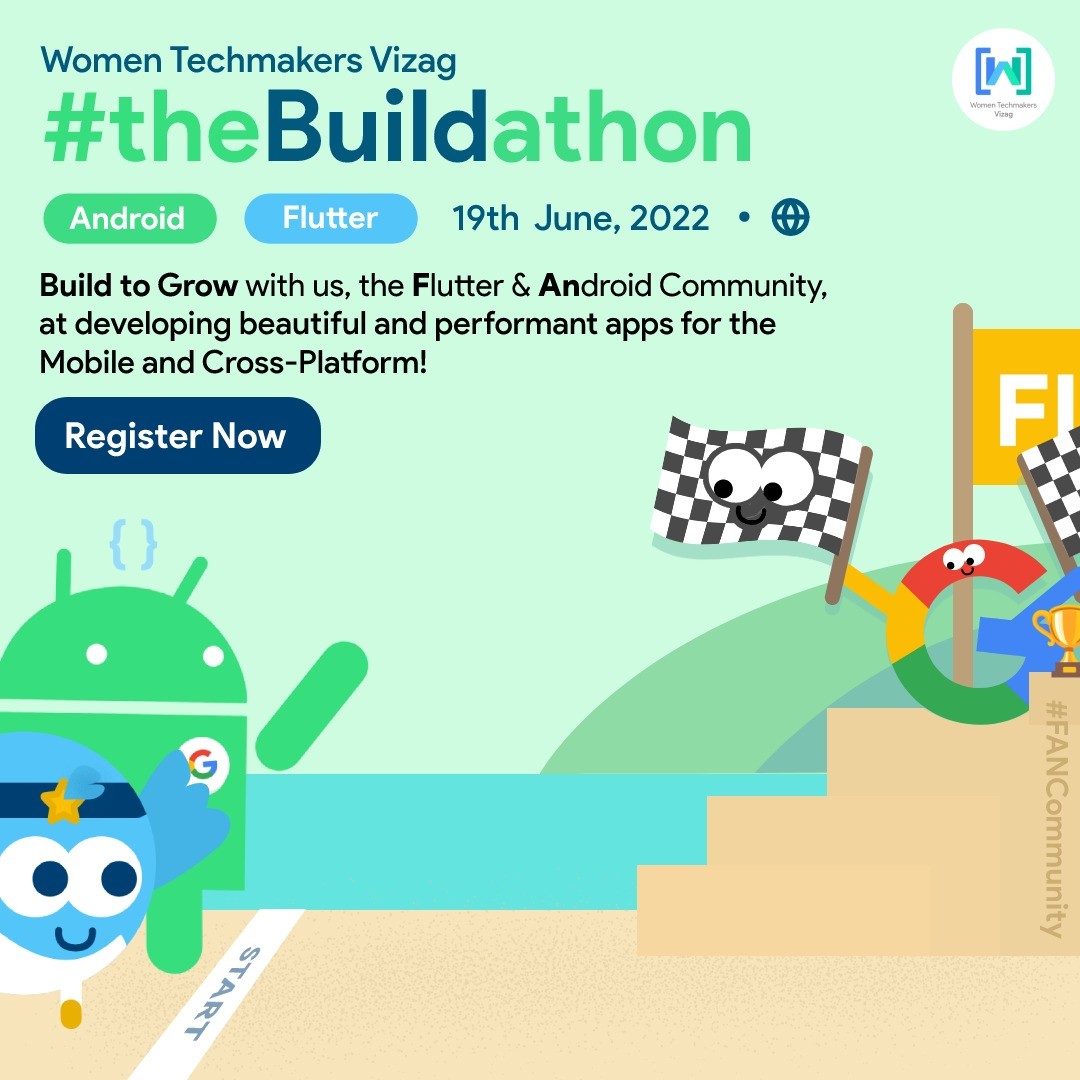 Women Techmakers Vizag
#theBuildathon
Women Techmakers
Vizag
Android Flutter 19th June, 2022 •
Build to Grow with us, the Flutter & Android Community,
at developing beautiful and performant apps for the
Mobile and Cross-Platform!
Register Now
{ }
Fl
G
#FANCommunity
START